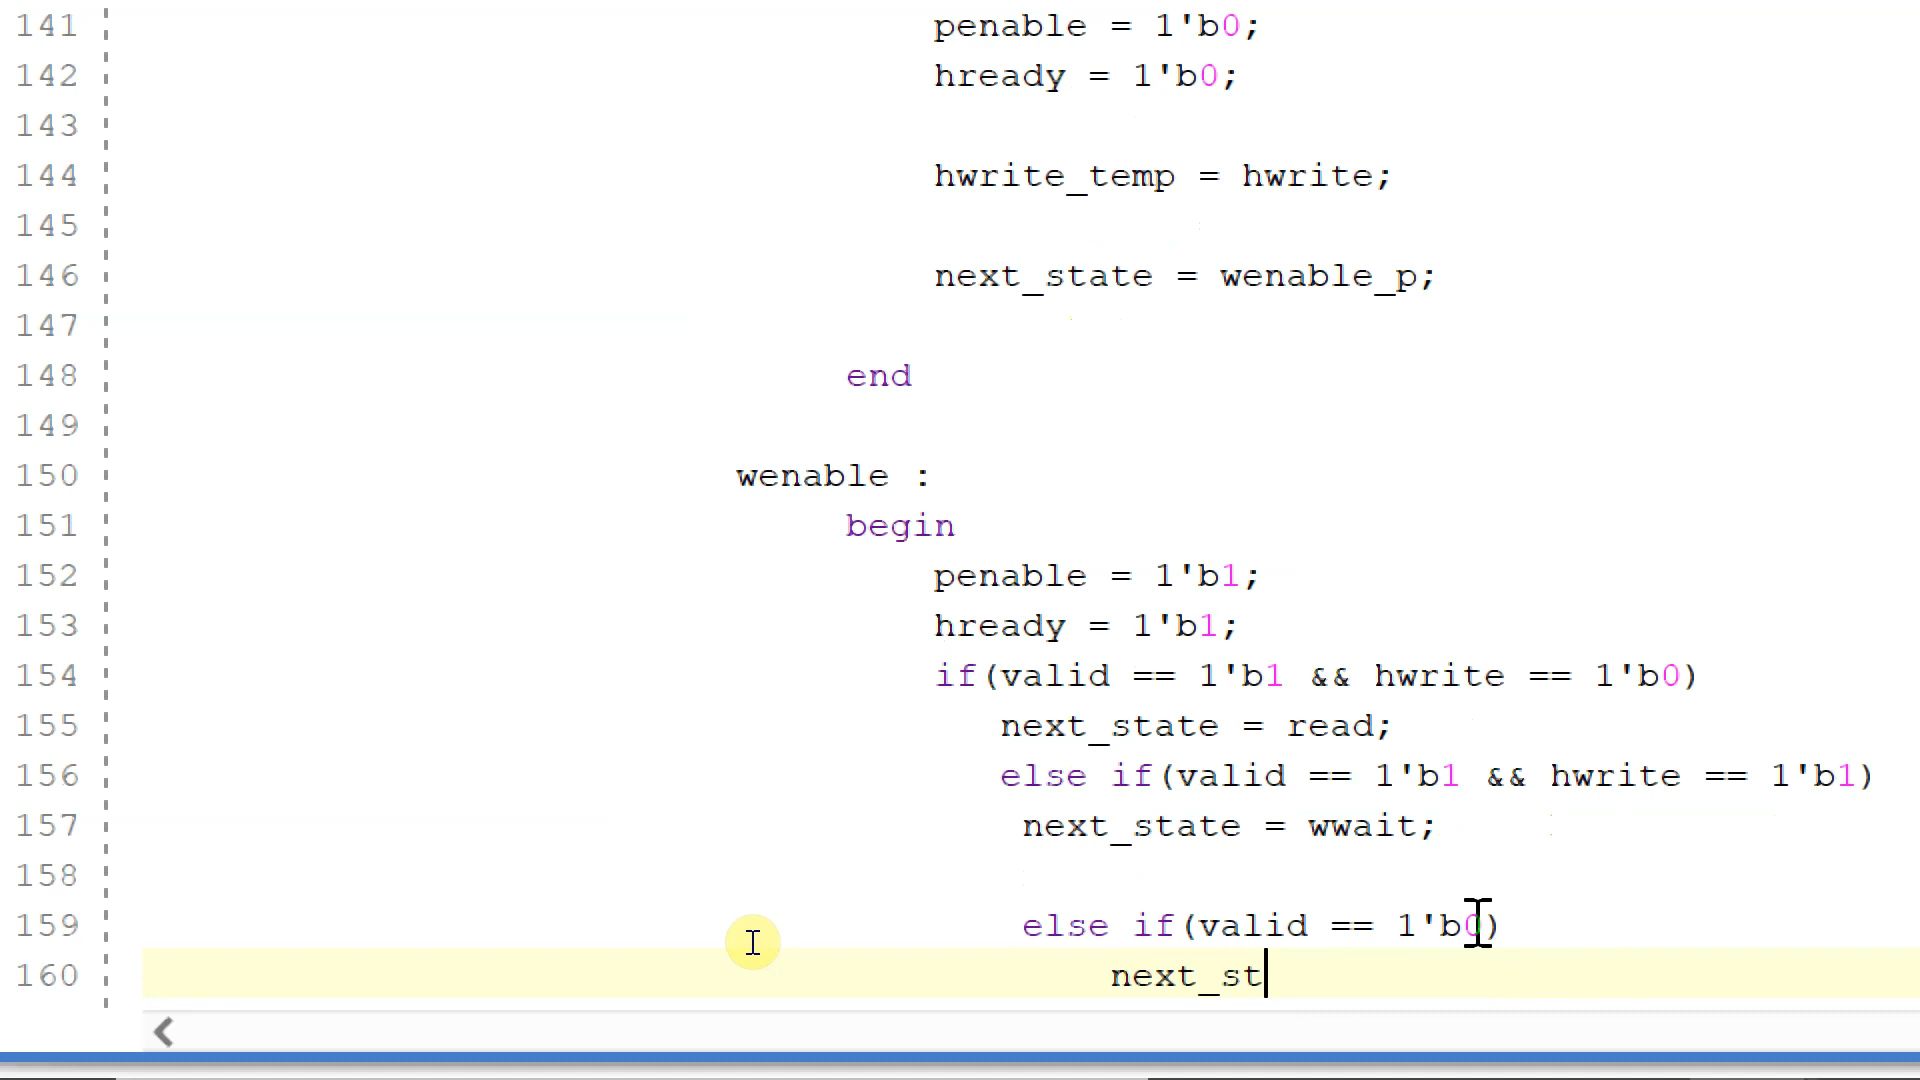 141 penable = 1'b0;
142 hready = 1'b0;
143
144 hwrite_temp = hwrite;
145
146 next_state = wenable_p;
147
148 end
149
150 wenable :
151 begin
152 penable = 1'b1;
153 hready = 1'b1;
154 if(valid == 1'b1 && hwrite == 1'b0)
155 next_state = read;
156 else if(valid == 1'b1 && hwrite == 1'b1)
157 next_state = wwait;
158
159 else if(valid == 1'b0)
160 next_st